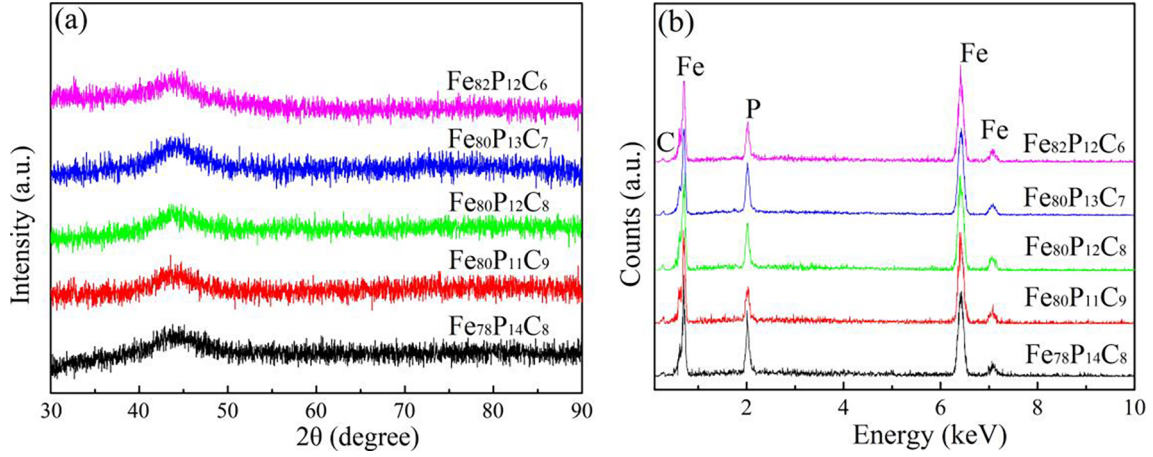 (a)
Fe82P12C6
Fe80P13C7
Fe80P12C8
Fe80P11C9
Fe78P14C8
Intensity (a.u.)
30 40 50 60 70 80 90
2θ (degree)
(b)
Fe
Fe
P
Fe
C
Fe82P12C6
Fe80P13C7
Fe80P12C8
Fe80P11C9
Fe78P14C8
Counts (a.u.)
2 4 6 8 10
Energy (keV)